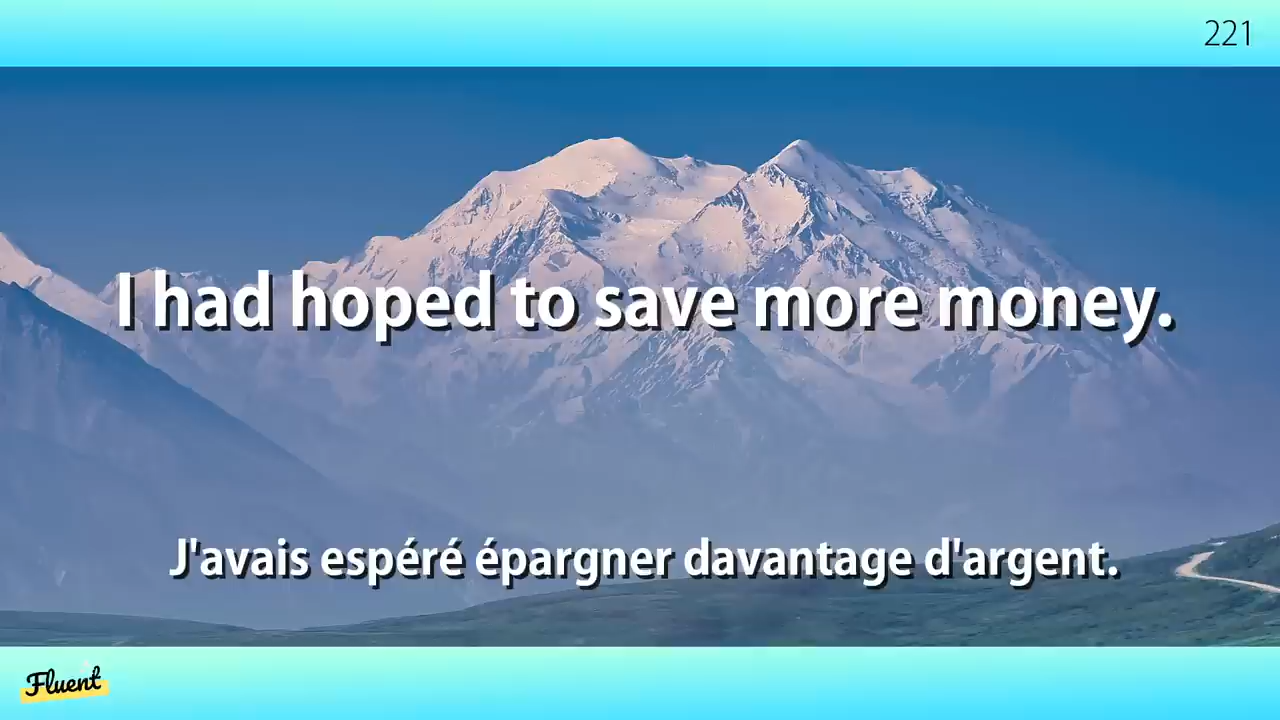 221
I had hoped to save more money.
J'avais espéré épargner davantage d'argent.
Fluent